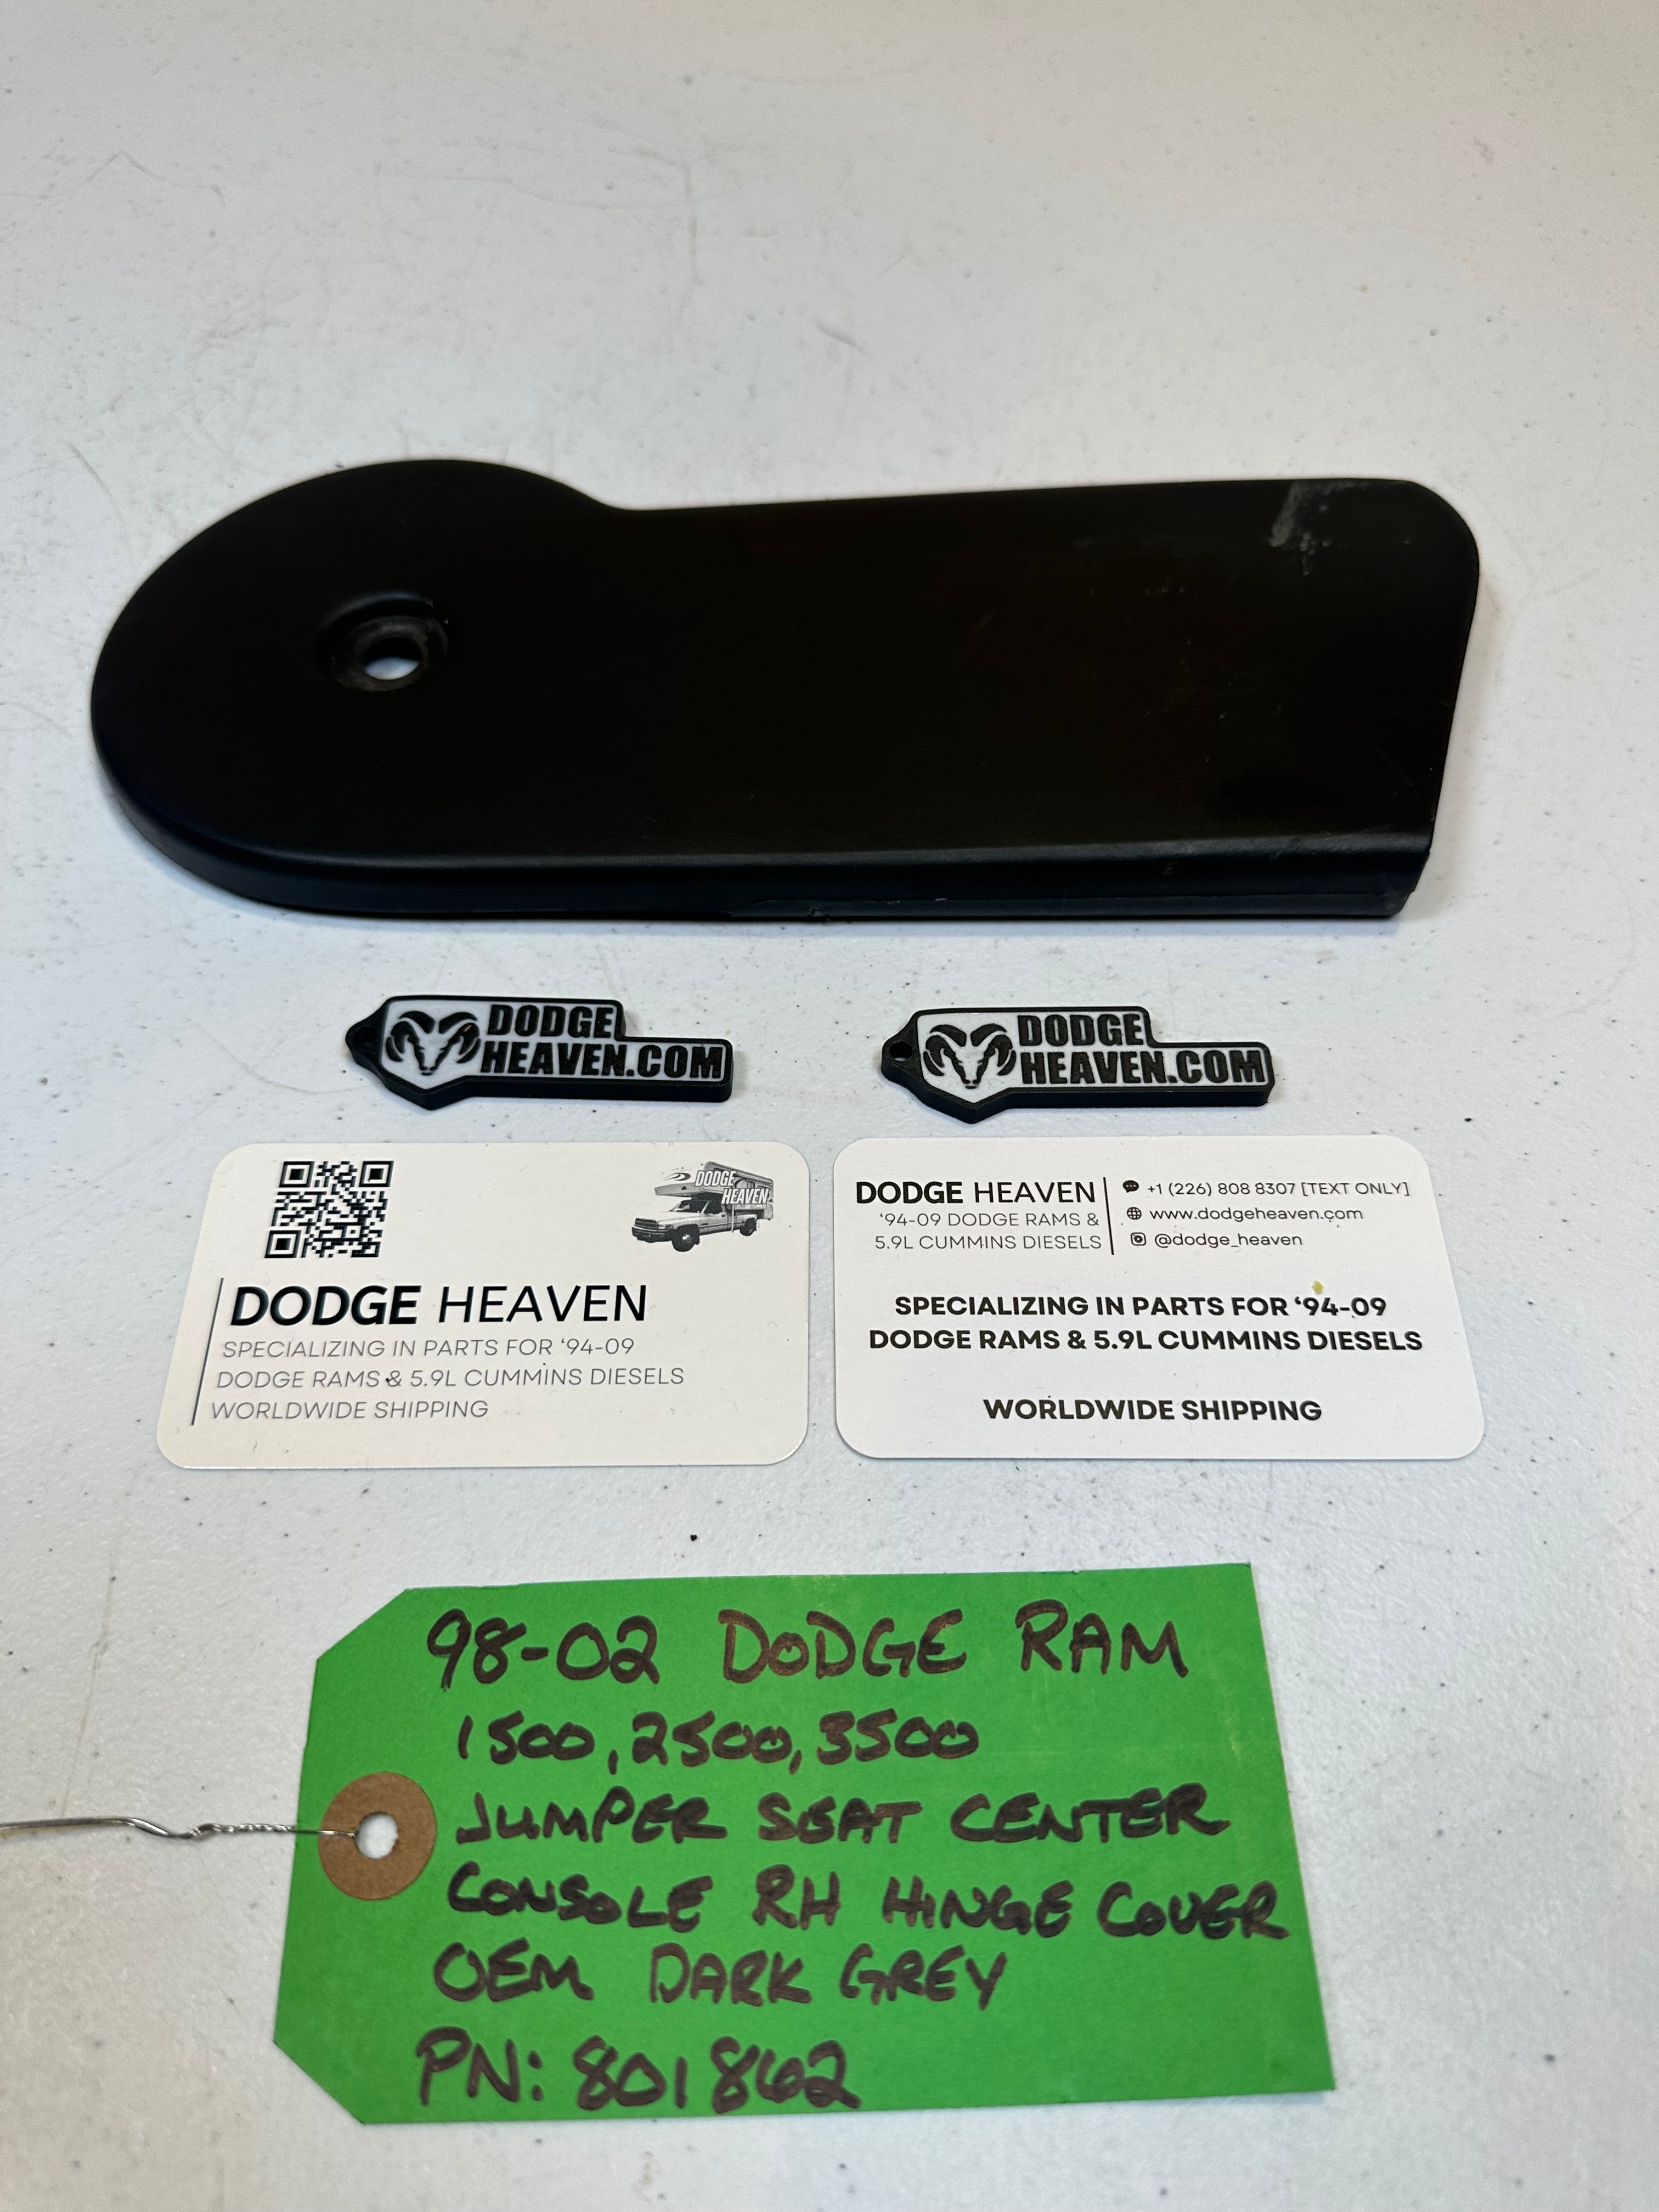 DODGE
HEAVEN.COM
DODGE
HEAVEN.COM
DODGE
HEAVEN
DODGE HEAVEN
SPECIALIZING IN PARTS FOR ‘94-09
DODGE RAMS & 5.9L CUMMINS DIESELS
WORLDWIDE SHIPPING
DODGE HEAVEN
‘94-09 DODGE RAMS &
5.9L CUMMINS DIESELS
+1 (226) 808 8307 [TEXT ONLY]
www.dodgeheaven.com
@dodge_heaven
SPECIALIZING IN PARTS FOR ‘94-09
DODGE RAMS & 5.9L CUMMINS DIESELS
WORLDWIDE SHIPPING
98-02 DODGE RAM
1500, 2500, 3500
JUMPER SEAT CENTER
CONSOLE RH HINGE COVER
OEM DARK GREY
PN: 801862